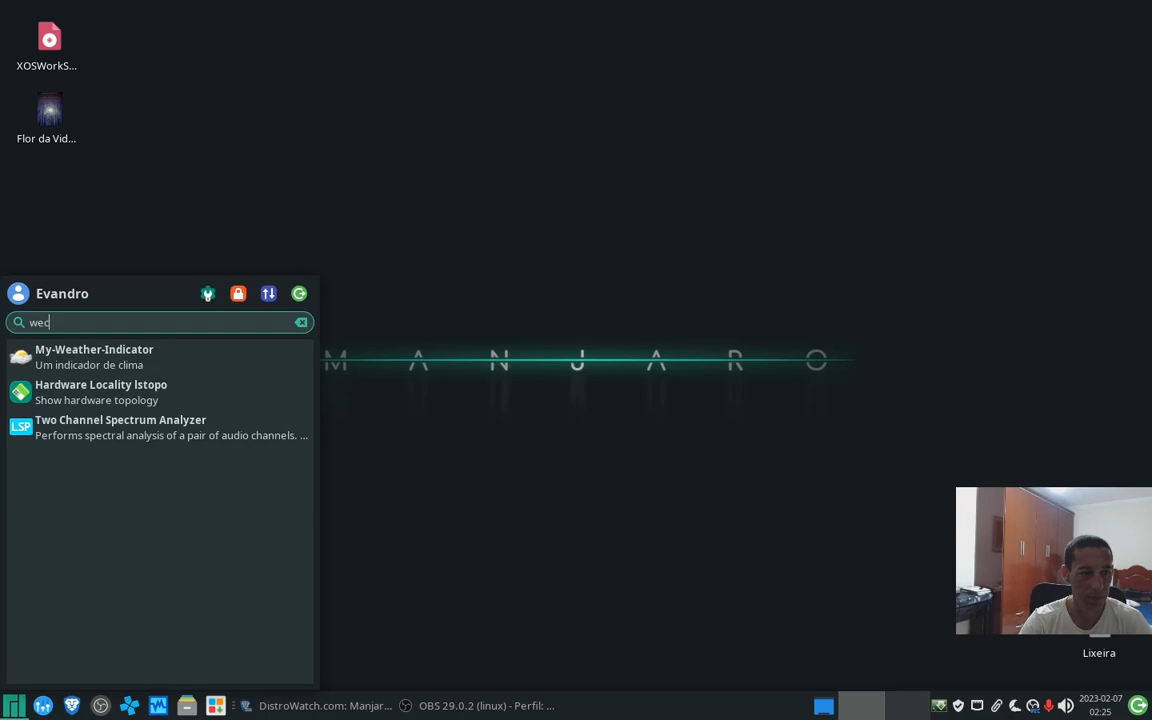 XOSWorkS...
Flor da Vid...
Evandro
wec
My-Weather-Indicator
Um indicador de clima
Hardware Locality lstopo
Show hardware topology
LSP
Two Channel Spectrum Analyzer
Performs spectral analysis of a pair of audio channels. ...
MANJARO
Lixeira
DistroWatch.com: Manjar...
OBS 29.0.2 (linux) - Perfil: ...
2023-02-07
02:25